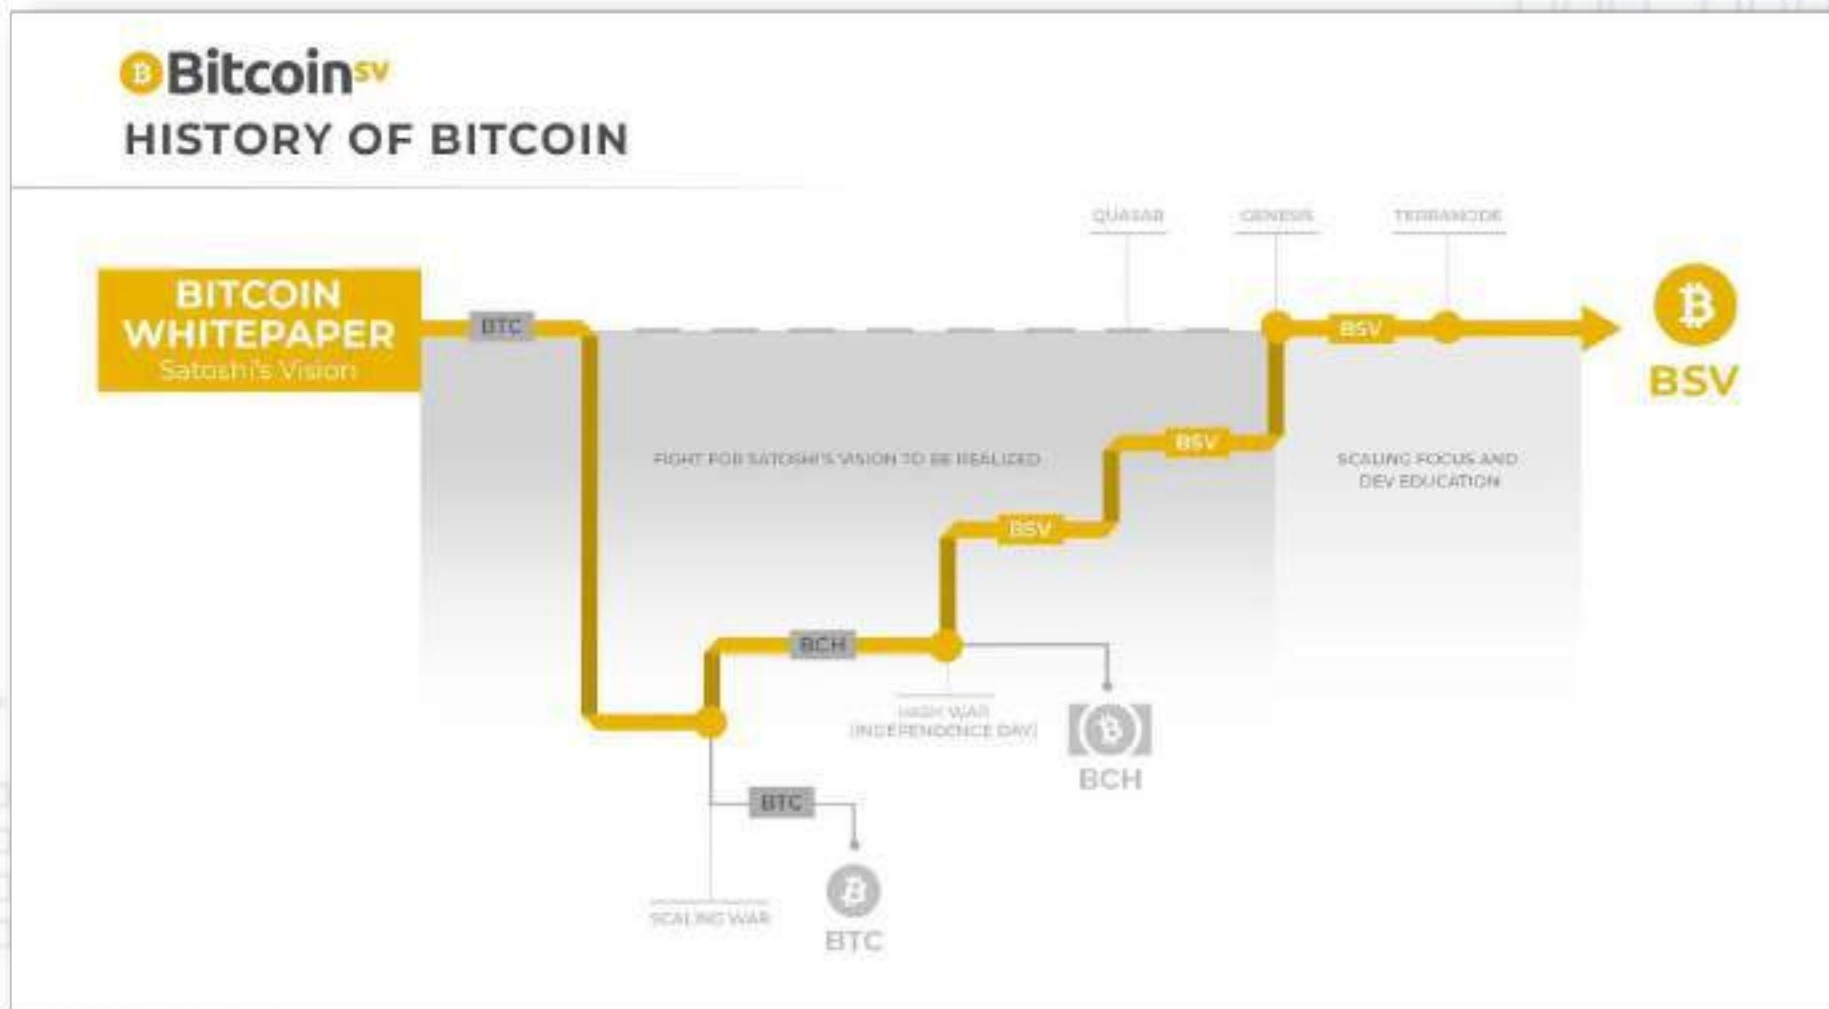 Bitcoin SV
HISTORY OF BITCOIN
QUASAR
GENESIS
TERRANODE
BITCOIN
WHITEPAPER
Satoshi's Vision
BTC
BSV
BSV
FIGHT FOR SATOSHI'S VISION TO BE REALIZED
BSV
SCALING FOCUS AND
DEV EDUCATION
BSV
BCH
HASH WAR
(INDEPENDENCE DAY)
BCH
BTC
SCALING WAR
BTC